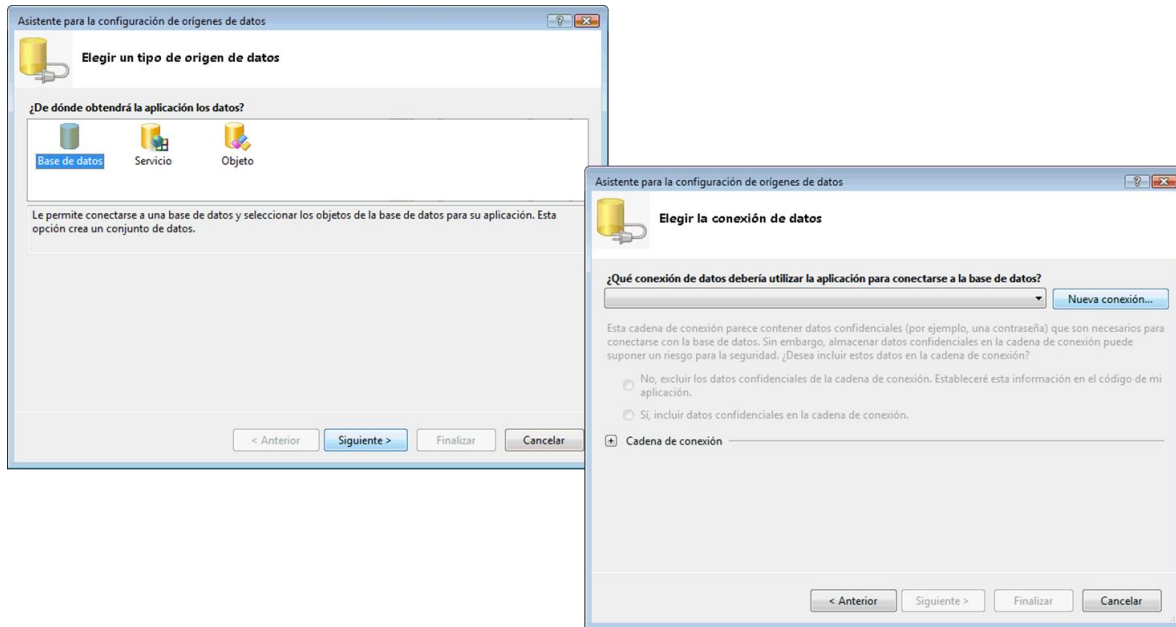 Asistente para la configuración de orígenes de datos
Elegir un tipo de origen de datos
¿De dónde obtendrá la aplicación los datos?
Base de datos
Servicio
Objeto
Le permite conectarse a una base de datos y seleccionar los objetos de la base de datos para su aplicación. Esta
opción crea un conjunto de datos.
< Anterior
Siguiente >
Finalizar
Cancelar
Asistente para la configuración de orígenes de datos
Elegir la conexión de datos
¿Qué conexión de datos debería utilizar la aplicación para conectarse a la base de datos?
Nueva conexión...
Esta cadena de conexión parece contener datos confidenciales (por ejemplo, una contraseña) que son necesarios para
conectarse con la base de datos. Sin embargo, almacenar datos confidenciales en la cadena de conexión puede
suponer un riesgo para la seguridad. ¿Desea incluir estos datos en la cadena de conexión?
No, excluir los datos confidenciales de la cadena de conexión. Estableceré esta información en el código de mi
aplicación.
Sí, incluir datos confidenciales en la cadena de conexión.
Cadena de conexión
< Anterior
Siguiente >
Finalizar
Cancelar